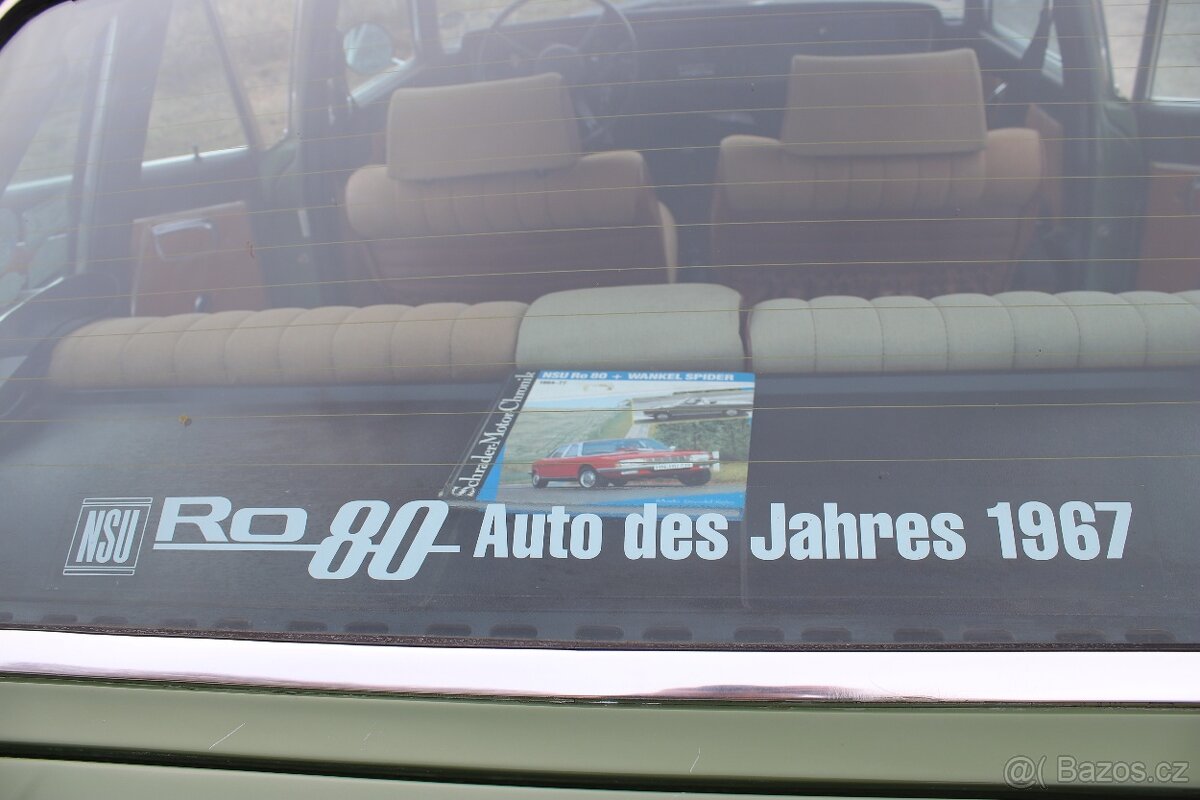 NSU Ro 80 + WANKEL SPIDER
Schrader-Motor-Chronik
NSU Ro 80 Auto des Jahres 1967
@( Bazos.cz